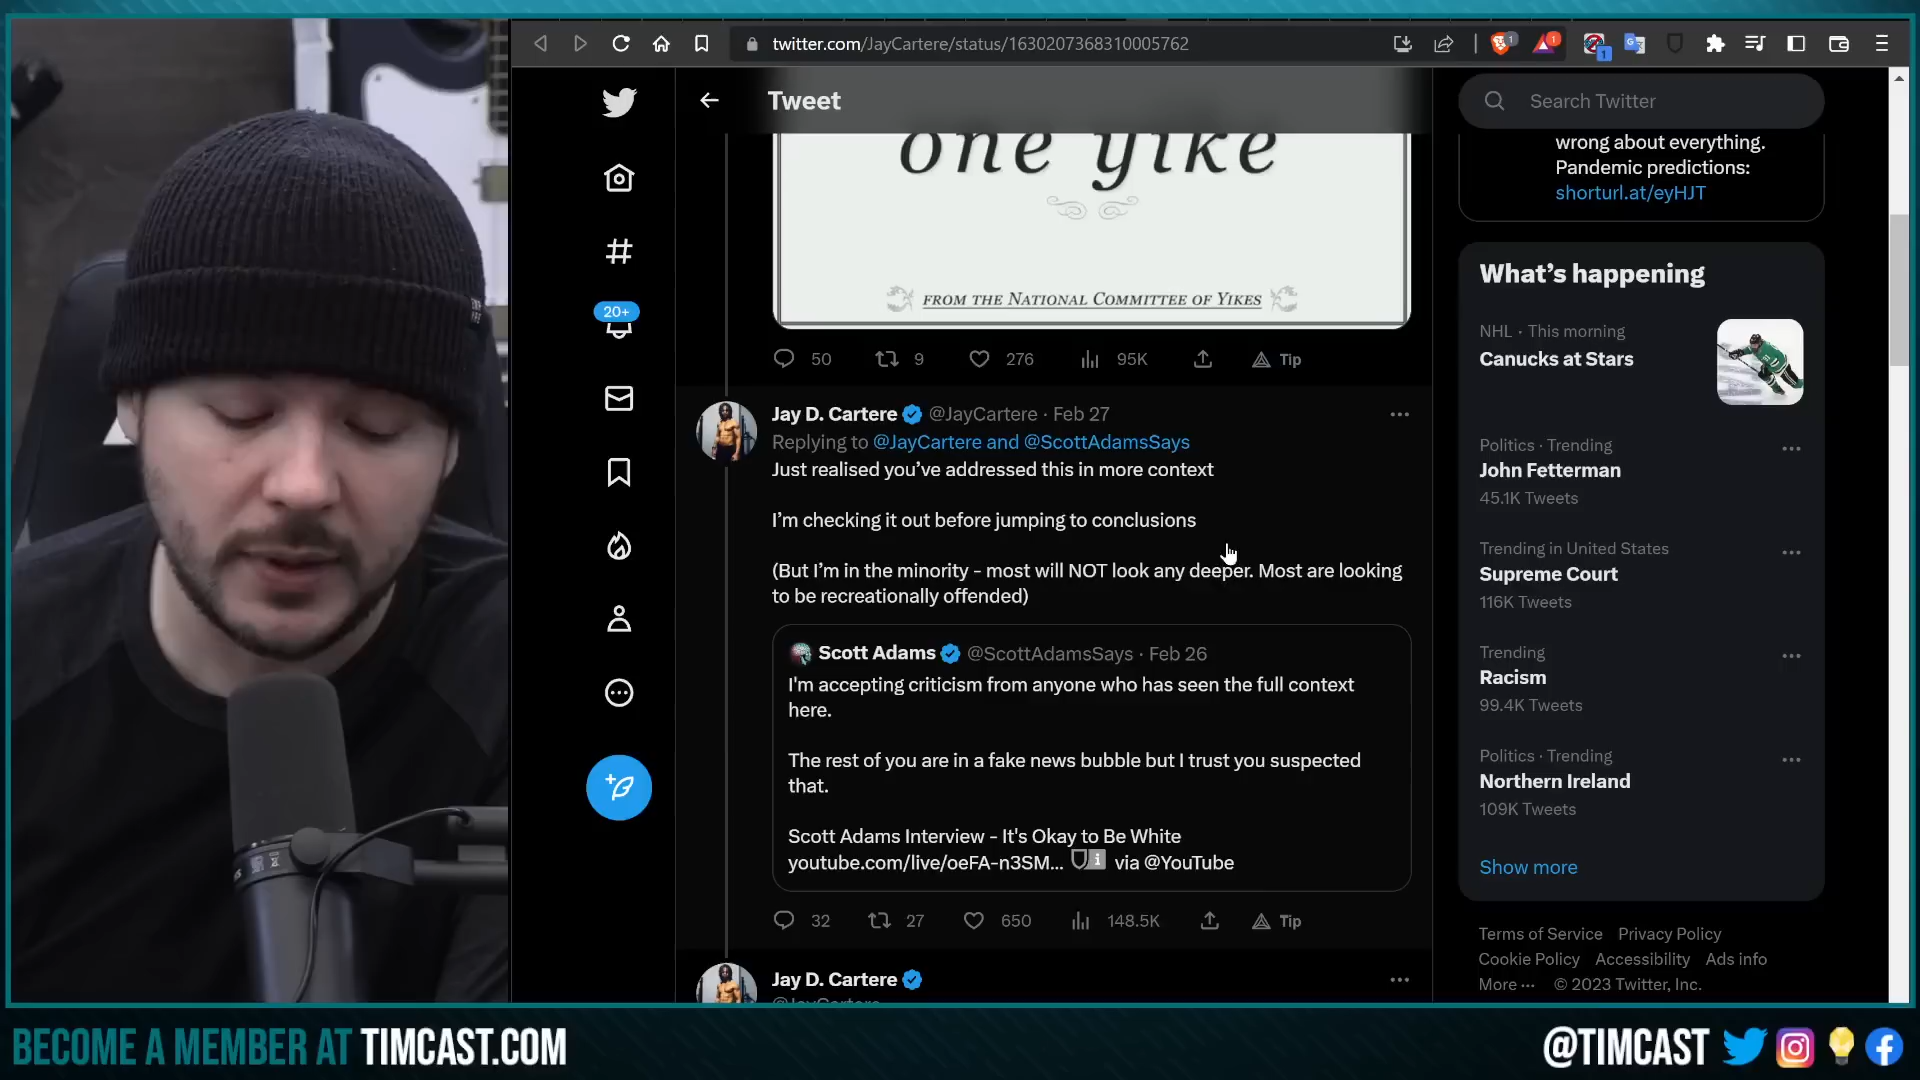 twitter.com/JayCartere/status/1630207368310005762
1
1
1
Tweet
Search Twitter
one yike
FROM THE NATIONAL COMMITTEE OF YIKES
50
9
276
95K
Tip
20+
Jay D. Cartere @JayCartere · Feb 27
Replying to @JayCartere and @ScottAdamsSays
Just realised you've addressed this in more context
I'm checking it out before jumping to conclusions
(But I'm in the minority - most will NOT look any deeper. Most are looking
to be recreationally offended)
Scott Adams @ScottAdamsSays · Feb 26
I'm accepting criticism from anyone who has seen the full context
here.
The rest of you are in a fake news bubble but I trust you suspected
that.
Scott Adams Interview - It's Okay to Be White
youtube.com/live/oeFA-n3SM... via @YouTube
32
27
650
148.5K
Tip
Jay D. Cartere
wrong about everything.
Pandemic predictions:
shorturl.at/eyHJT
What's happening
NHL · This morning
Canucks at Stars
Politics · Trending
John Fetterman
45.1K Tweets
Trending in United States
Supreme Court
116K Tweets
Trending
Racism
99.4K Tweets
Politics · Trending
Northern Ireland
109K Tweets
Show more
Terms of Service Privacy Policy
Cookie Policy Accessibility Ads info
More ··· © 2023 Twitter, Inc.
BECOME A MEMBER AT TIMCAST.COM
@TIMCAST